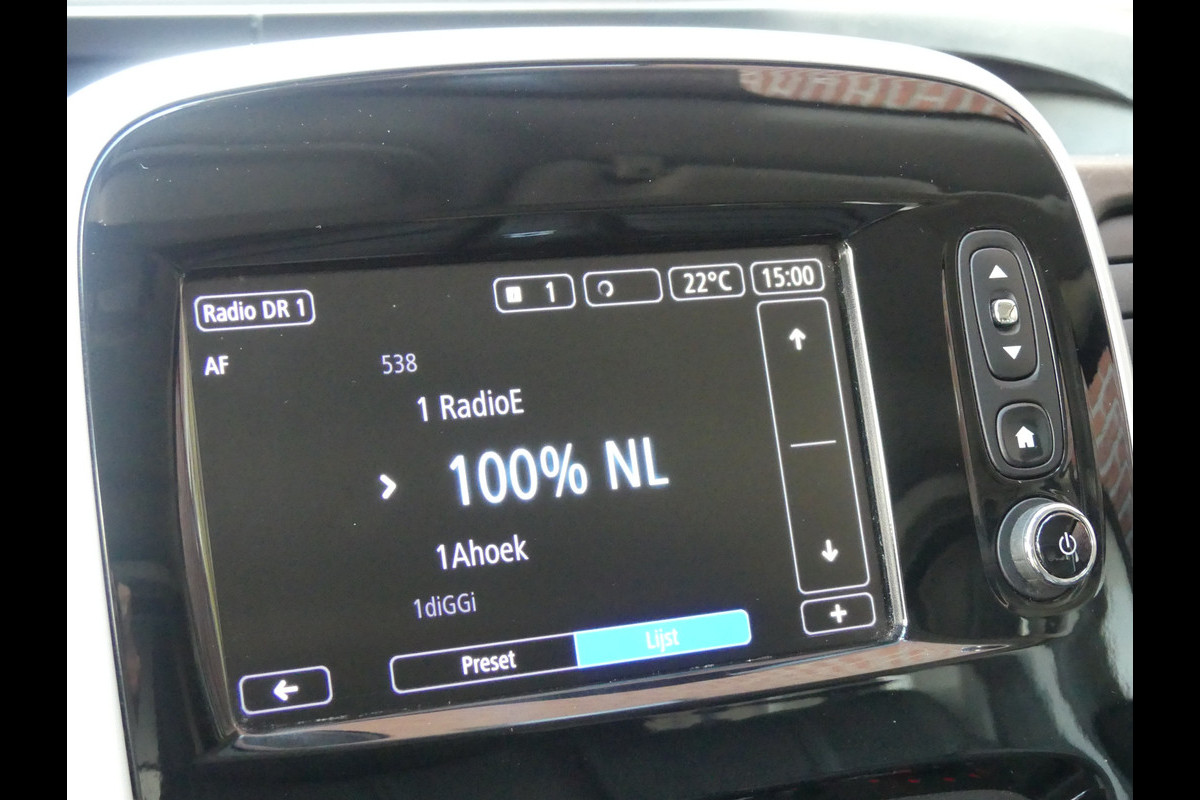 Radio DR 1
1
22°C
15:00
AF
538
1 RadioE
100% NL
1Ahoek
1diGGi
Preset
Lijst